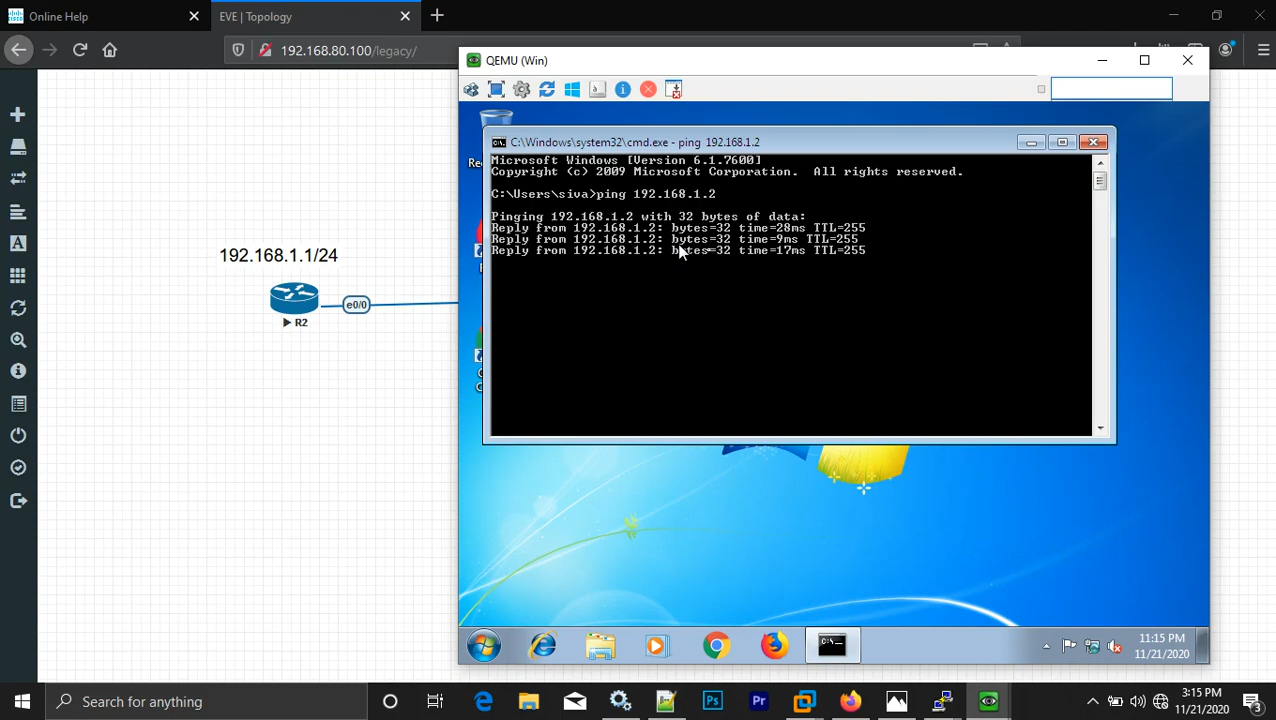 Online Help
EVE | Topology
192.168.80.100/legacy/
QEMU (Win)
C:\Windows\system32\cmd.exe - ping 192.168.1.2
Microsoft Windows [Version 6.1.7600]
Copyright (c) 2009 Microsoft Corporation. All rights reserved.
C:\Users\siva>ping 192.168.1.2
Pinging 192.168.1.2 with 32 bytes of data:
Reply from 192.168.1.2: bytes=32 time=28ms TTL=255
Reply from 192.168.1.2: bytes=32 time=9ms TTL=255
Reply from 192.168.1.2: bytes=32 time=17ms TTL=255
192.168.1.1/24
e0/0
R2
11:15 PM
11/21/2020
Search for anything
Ps
Pr
3:15 PM
11/21/2020
3